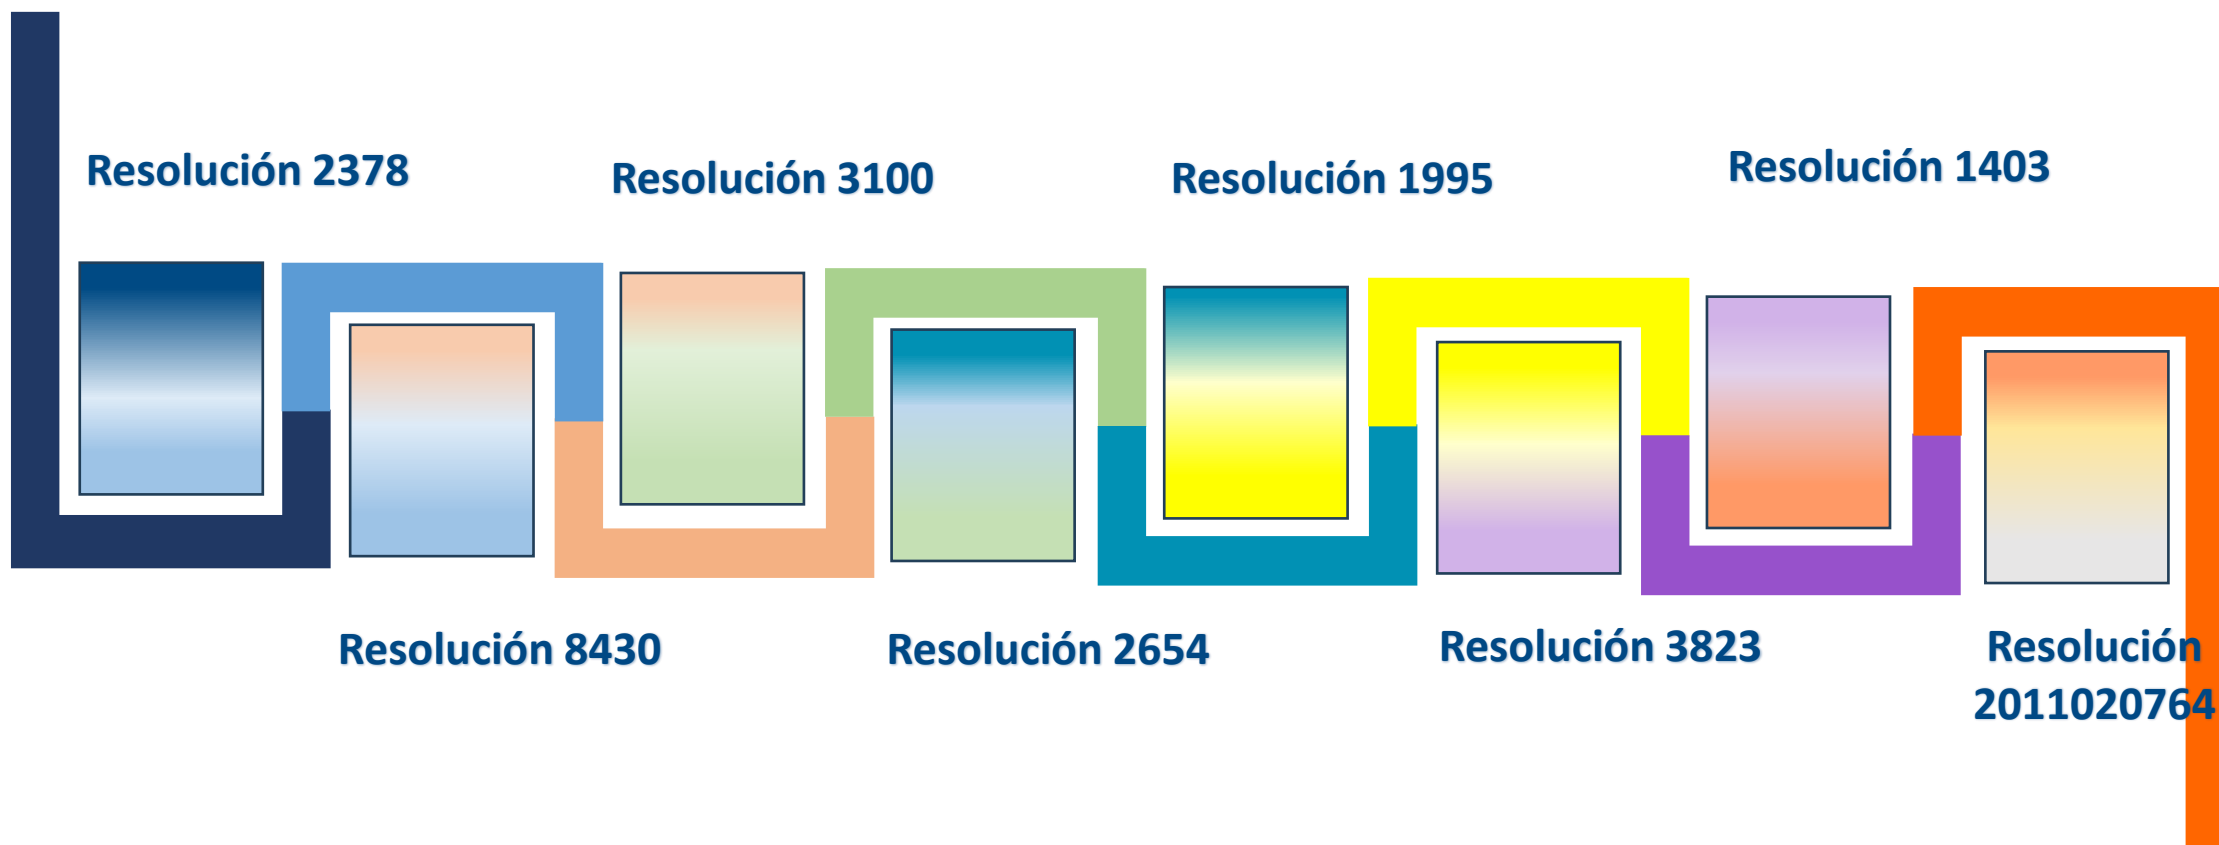 Resolución 2378
Resolución 3100
Resolución 1995
Resolución 1403
Resolución 8430
Resolución 2654
Resolución 3823
Resolución
2011020764